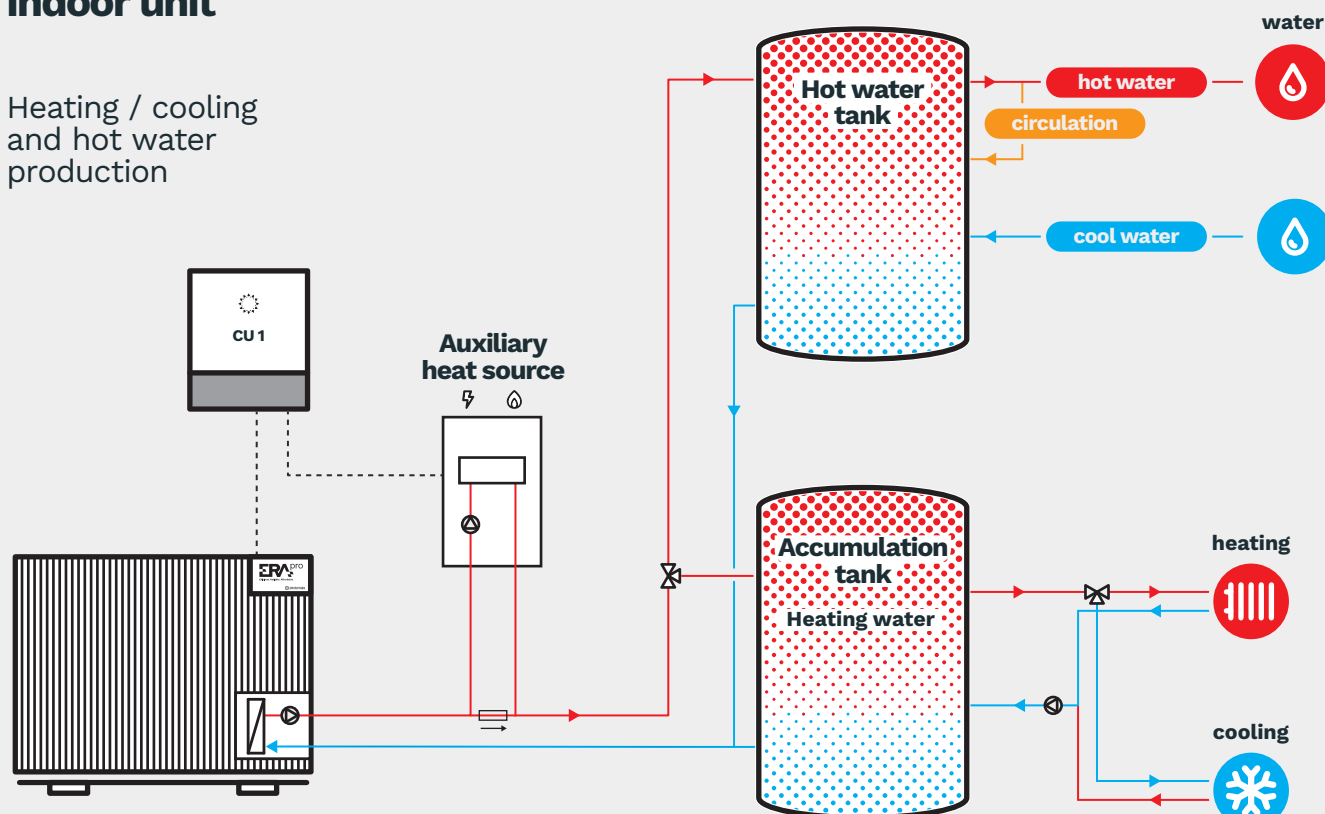 indoor unit
Heating / cooling
and hot water
production
water
Hot water
tank
hot water
circulation
cool water
CU 1
Auxiliary
heat source
ERA pro
Accumulation
tank
Heating water
heating
cooling